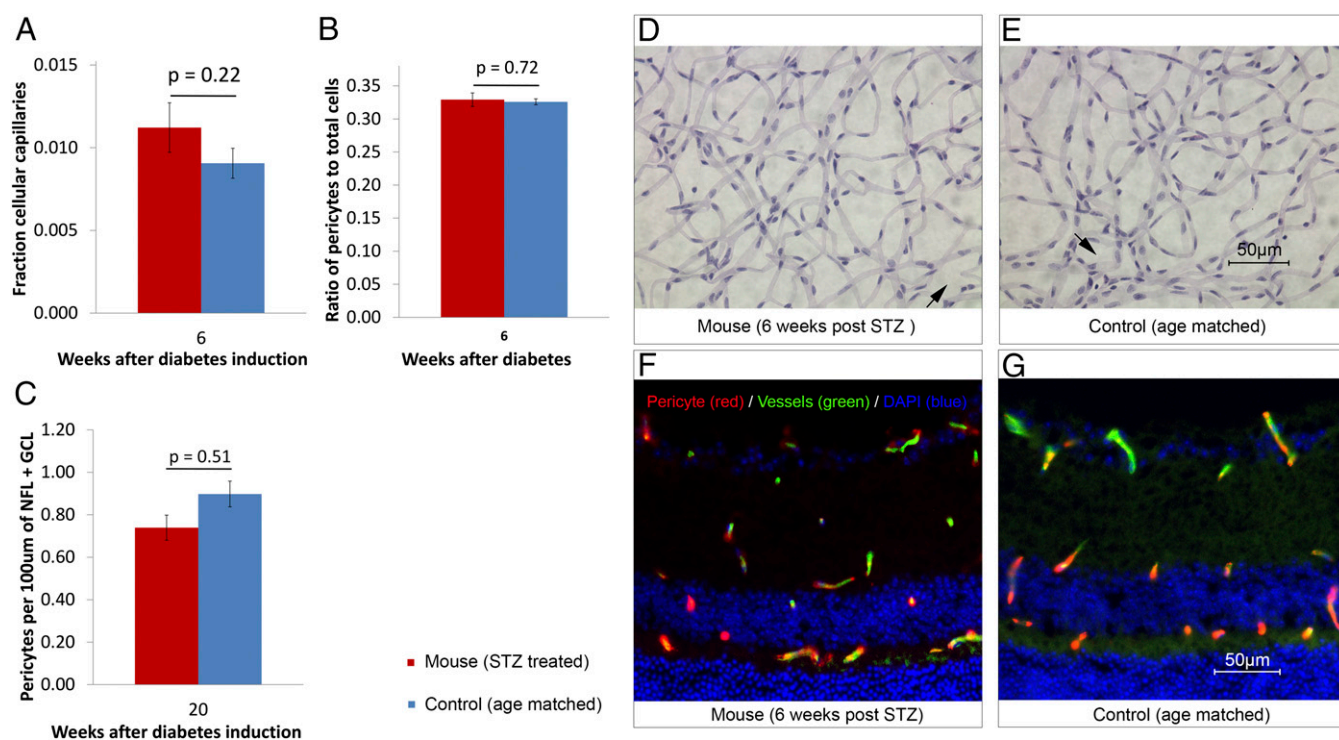 A
0.015
0.010
0.005
0.000
p = 0.22
6
Fraction cellular capillaries
Weeks after diabetes induction
B
0.35
0.30
0.25
0.20
0.15
0.10
0.05
0.00
p = 0.72
6
Ratio of pericytes to total cells
Weeks after diabetes
C
1.20
1.00
0.80
0.60
0.40
0.20
0.00
p = 0.51
20
Pericytes per 100um of NFL + GCL
Weeks after diabetes induction
Mouse (STZ treated)
Control (age matched)
D
Mouse (6 weeks post STZ )
E
50µm
Control (age matched)
F
Pericyte (red) / Vessels (green) / DAPI (blue)
Mouse (6 weeks post STZ)
G
50µm
Control (age matched)